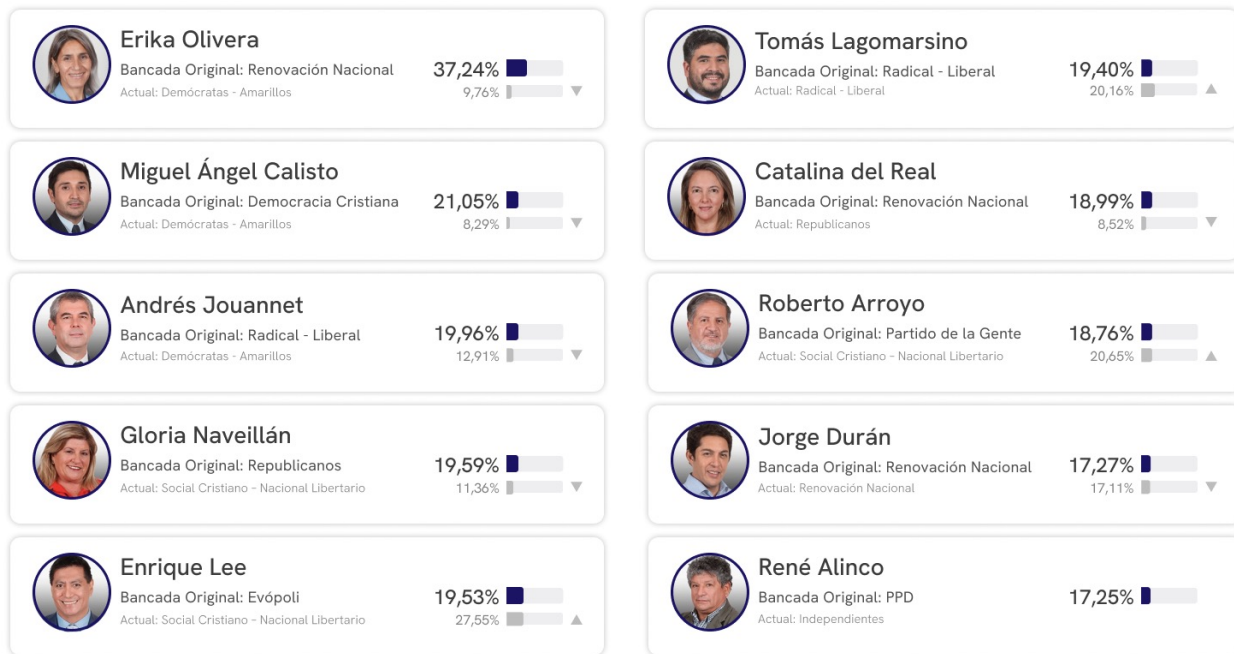 Erika Olivera
Bancada Original: Renovación Nacional 37,24%
Actual: Demócratas - Amarillos 9,76% ▼
Miguel Ángel Calisto
Bancada Original: Democracia Cristiana 21,05%
Actual: Demócratas - Amarillos 8,29% ▼
Andrés Jouannet
Bancada Original: Radical - Liberal 19,96%
Actual: Demócratas - Amarillos 12,91% ▼
Gloria Naveillán
Bancada Original: Republicanos 19,59%
Actual: Social Cristiano – Nacional Libertario 11,36% ▼
Enrique Lee
Bancada Original: Evópoli 19,53%
Actual: Social Cristiano – Nacional Libertario 27,55% ▲
Tomás Lagomarsino
Bancada Original: Radical - Liberal 19,40%
Actual: Radical - Liberal 20,16% ▲
Catalina del Real
Bancada Original: Renovación Nacional 18,99%
Actual: Republicanos 8,52% ▼
Roberto Arroyo
Bancada Original: Partido de la Gente 18,76%
Actual: Social Cristiano – Nacional Libertario 20,65% ▲
Jorge Durán
Bancada Original: Renovación Nacional 17,27%
Actual: Renovación Nacional 17,11% ▼
René Alinco
Bancada Original: PPD 17,25%
Actual: Independientes